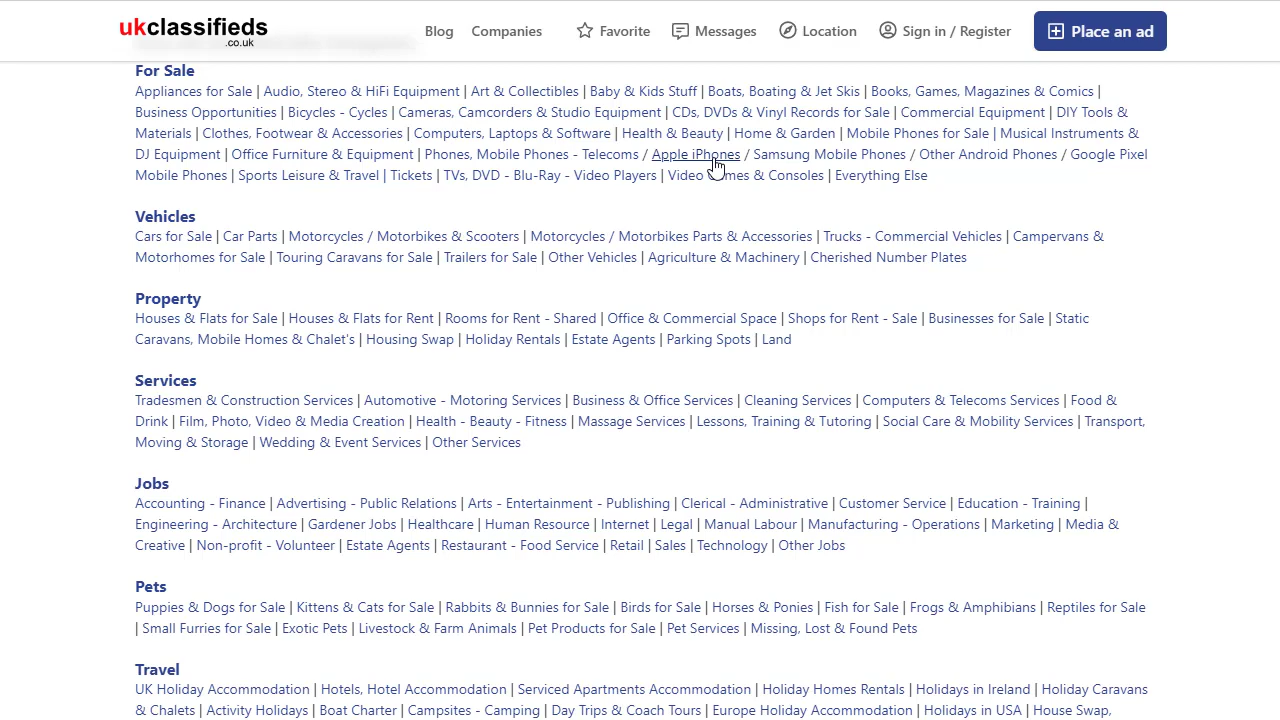 ukclassifieds
.co.uk
Blog
Companies
Favorite
Messages
Location
Sign in / Register
Place an ad
For Sale
Appliances for Sale | Audio, Stereo & HiFi Equipment | Art & Collectibles | Baby & Kids Stuff | Boats, Boating & Jet Skis | Books, Games, Magazines & Comics |
Business Opportunities | Bicycles - Cycles | Cameras, Camcorders & Studio Equipment | CDs, DVDs & Vinyl Records for Sale | Commercial Equipment | DIY Tools &
Materials | Clothes, Footwear & Accessories | Computers, Laptops & Software | Health & Beauty | Home & Garden | Mobile Phones for Sale | Musical Instruments &
DJ Equipment | Office Furniture & Equipment | Phones, Mobile Phones - Telecoms / Apple iPhones / Samsung Mobile Phones / Other Android Phones / Google Pixel
Mobile Phones | Sports Leisure & Travel | Tickets | TVs, DVD - Blu-Ray - Video Players | Video Games & Consoles | Everything Else
Vehicles
Cars for Sale | Car Parts | Motorcycles / Motorbikes & Scooters | Motorcycles / Motorbikes Parts & Accessories | Trucks - Commercial Vehicles | Campervans &
Motorhomes for Sale | Touring Caravans for Sale | Trailers for Sale | Other Vehicles | Agriculture & Machinery | Cherished Number Plates
Property
Houses & Flats for Sale | Houses & Flats for Rent | Rooms for Rent - Shared | Office & Commercial Space | Shops for Rent - Sale | Businesses for Sale | Static
Caravans, Mobile Homes & Chalet's | Housing Swap | Holiday Rentals | Estate Agents | Parking Spots | Land
Services
Tradesmen & Construction Services | Automotive - Motoring Services | Business & Office Services | Cleaning Services | Computers & Telecoms Services | Food &
Drink | Film, Photo, Video & Media Creation | Health - Beauty - Fitness | Massage Services | Lessons, Training & Tutoring | Social Care & Mobility Services | Transport,
Moving & Storage | Wedding & Event Services | Other Services
Jobs
Accounting - Finance | Advertising - Public Relations | Arts - Entertainment - Publishing | Clerical - Administrative | Customer Service | Education - Training |
Engineering - Architecture | Gardener Jobs | Healthcare | Human Resource | Internet | Legal | Manual Labour | Manufacturing - Operations | Marketing | Media &
Creative | Non-profit - Volunteer | Estate Agents | Restaurant - Food Service | Retail | Sales | Technology | Other Jobs
Pets
Puppies & Dogs for Sale | Kittens & Cats for Sale | Rabbits & Bunnies for Sale | Birds for Sale | Horses & Ponies | Fish for Sale | Frogs & Amphibians | Reptiles for Sale
| Small Furries for Sale | Exotic Pets | Livestock & Farm Animals | Pet Products for Sale | Pet Services | Missing, Lost & Found Pets
Travel
UK Holiday Accommodation | Hotels, Hotel Accommodation | Serviced Apartments Accommodation | Holiday Homes Rentals | Holidays in Ireland | Holiday Caravans
& Chalets | Activity Holidays | Boat Charter | Campsites - Camping | Day Trips & Coach Tours | Europe Holiday Accommodation | Holidays in USA | House Swap,